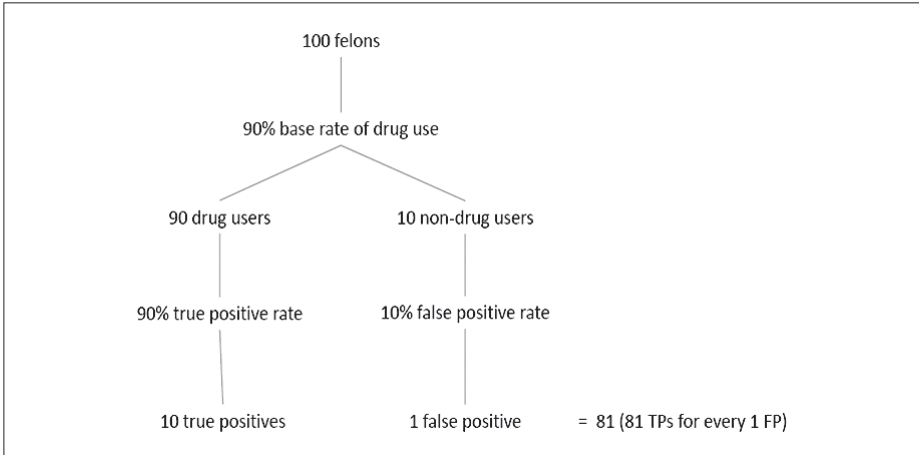 100 felons
90% base rate of drug use
90 drug users 10 non-drug users
90% true positive rate 10% false positive rate
10 true positives 1 false positive = 81 (81 TPs for every 1 FP)